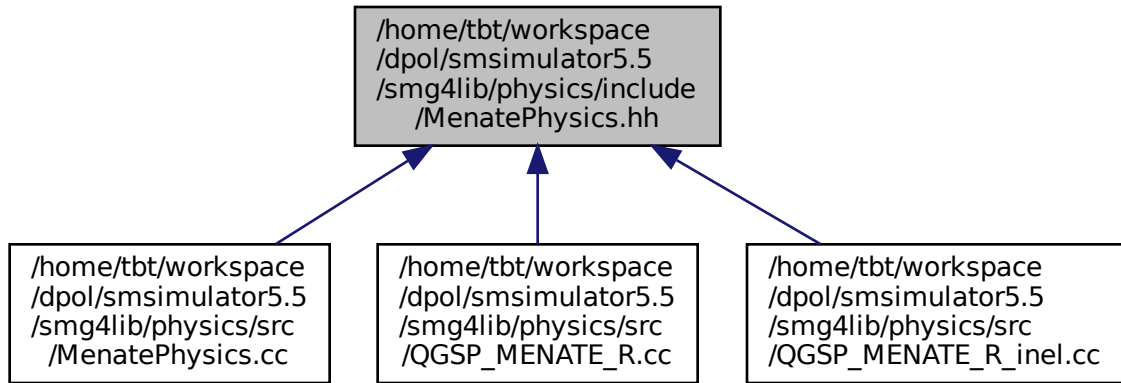 /home/tbt/workspace
/dpol/smsimulator5.5
/smg4lib/physics/include
/MenatePhysics.hh
/home/tbt/workspace
/dpol/smsimulator5.5
/smg4lib/physics/src
/MenatePhysics.cc
/home/tbt/workspace
/dpol/smsimulator5.5
/smg4lib/physics/src
/QGSP_MENATE_R.cc
/home/tbt/workspace
/dpol/smsimulator5.5
/smg4lib/physics/src
/QGSP_MENATE_R_inel.cc